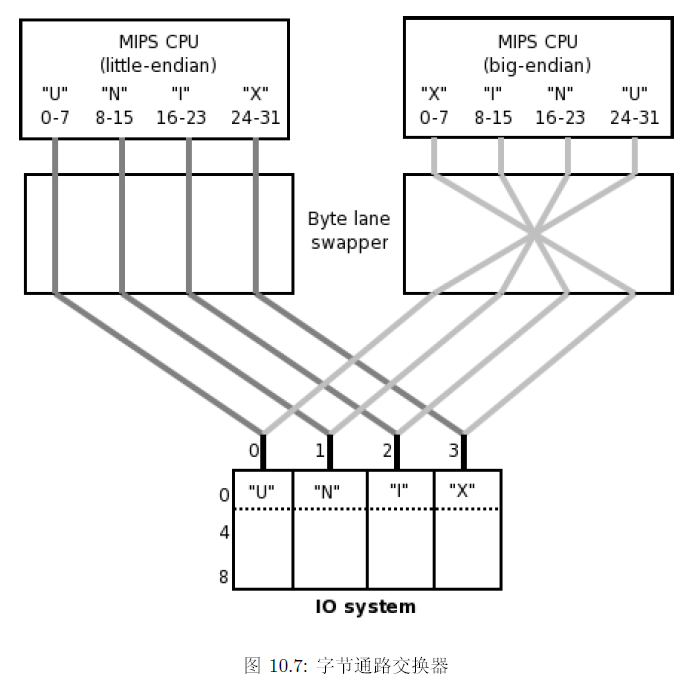 MIPS CPU
(little-endian)
"U" "N" "I" "X"
0-7 8-15 16-23 24-31
MIPS CPU
(big-endian)
"X" "I" "N" "U"
0-7 8-15 16-23 24-31
Byte lane
swapper
0 1 2 3
0 "U" "N" "I" "X"
4
8
IO system
图 10.7: 字节通路交换器